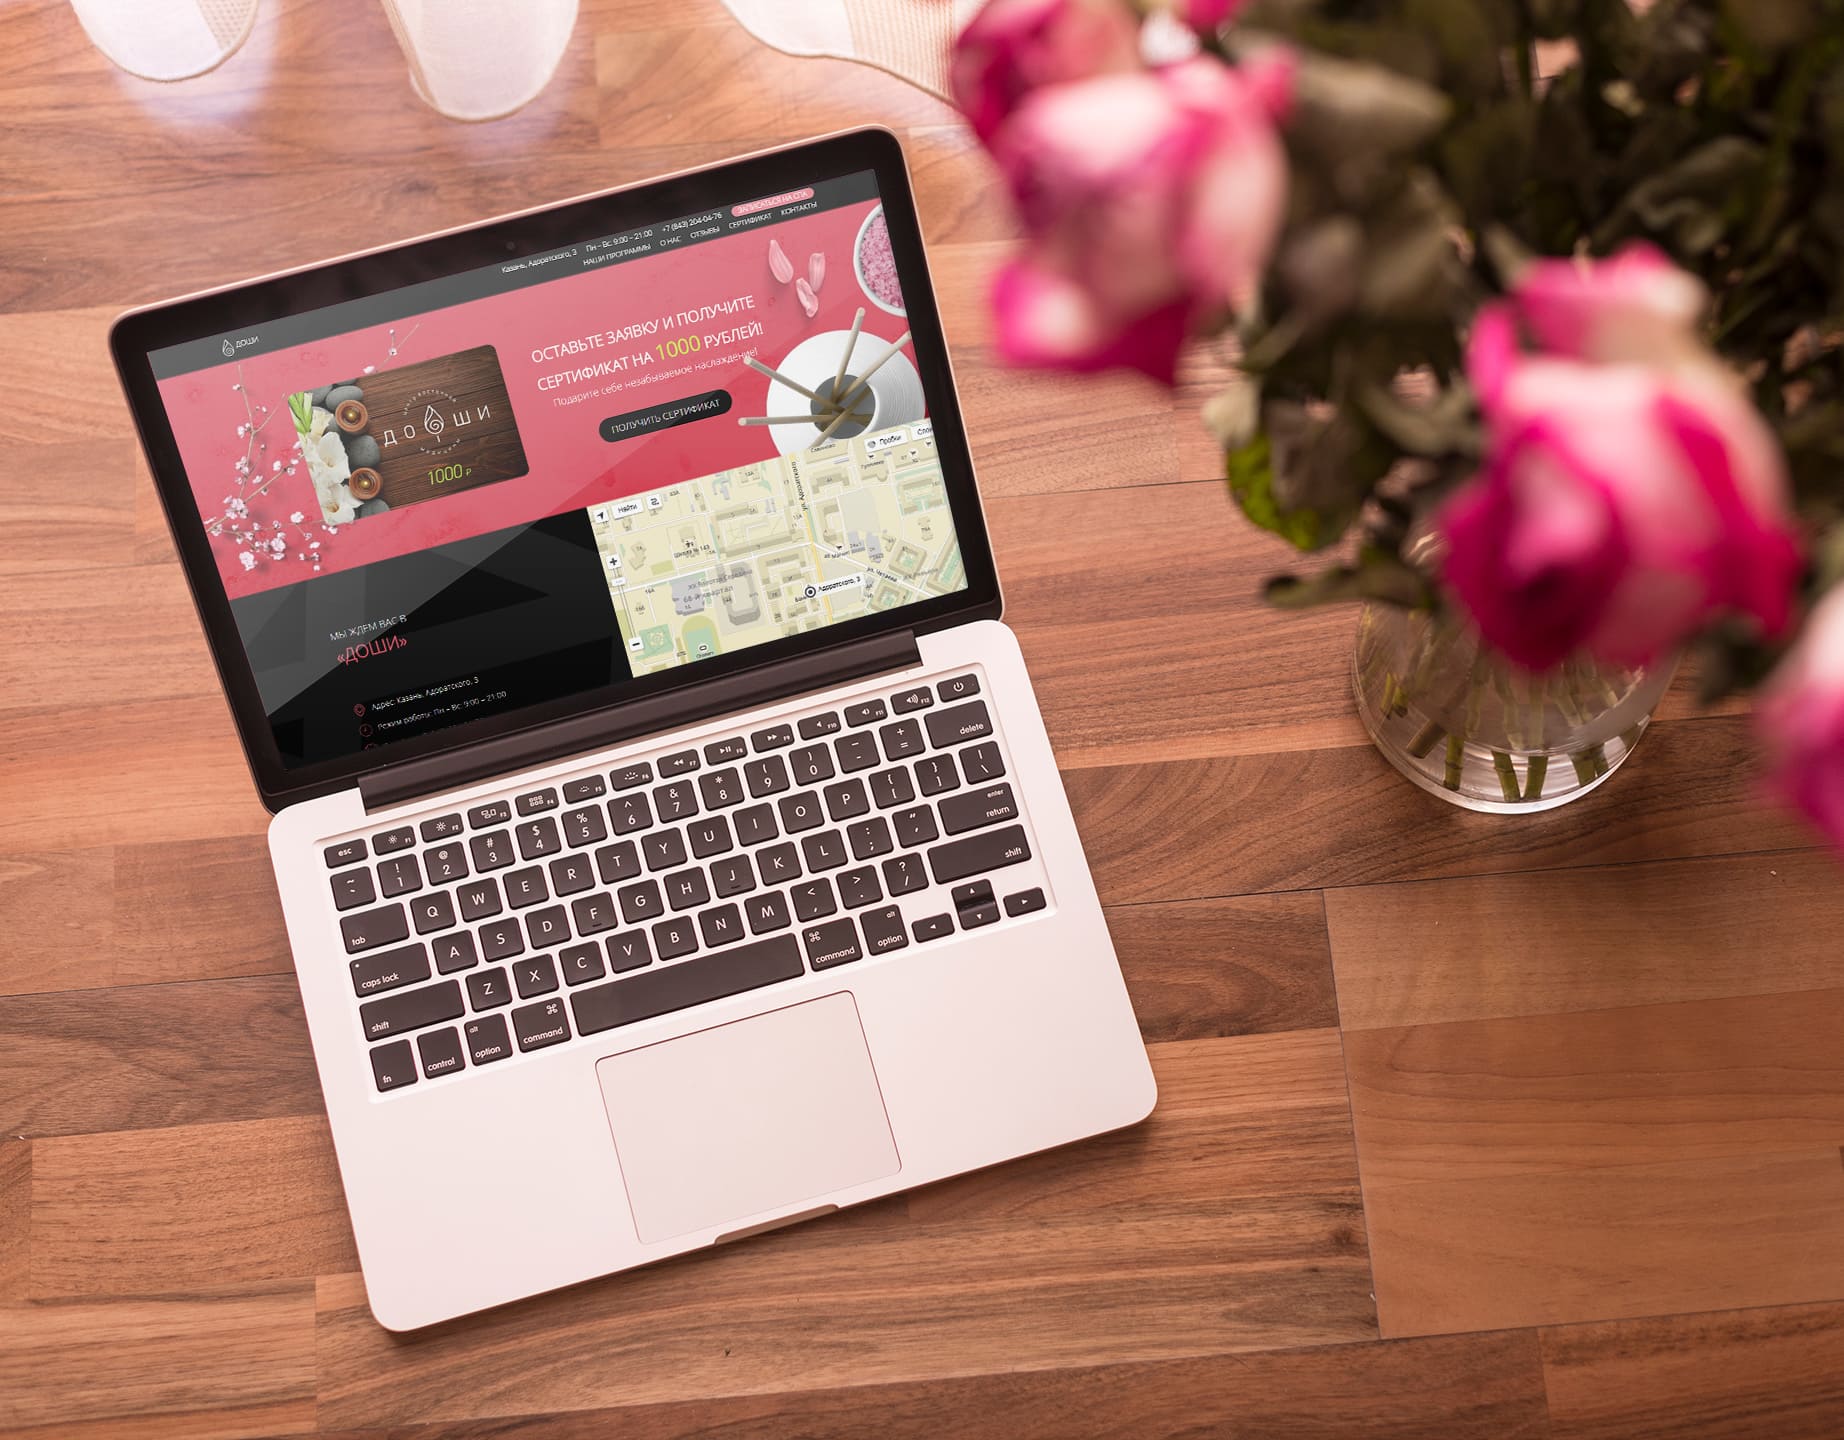 Казань, Адоратского, 3 Пн – Вс: 9:00 – 21:00 +7 (843) 204-04-76 ЗАПИСАТЬСЯ НА СПА
ДОШИ НАШИ ПРОГРАММЫ О НАС ОТЗЫВЫ СЕРТИФИКАТ КОНТАКТЫ
ОСТАВЬТЕ ЗАЯВКУ И ПОЛУЧИТЕ
СЕРТИФИКАТ НА 1000 РУБЛЕЙ!
Подарите себе незабываемое наслаждение!
ПОЛУЧИТЬ СЕРТИФИКАТ
ДОШИ
1000 ₽
Найти
Пробки
Адоратского, 3
МЫ ЖДЕМ ВАС В
«ДОШИ»
Адрес: Казань, Адоратского, 3
Режим работы: Пн – Вс: 9:00 – 21:00
esc F1 F2 F3 F4 F5 F6 F7 F8 F9 F10 F11 F12
~ ! 1 @ 2 # 3 $ 4 % 5 ^ 6 & 7 * 8 ( 9 ) 0 – - + = delete
tab Q W E R T Y U I O P { [ } ] | \
caps lock A S D F G H J K L : ; " ' enter return
shift Z X C V B N M < , > . ? / shift
fn control alt option ⌘ command ⌘ command alt option